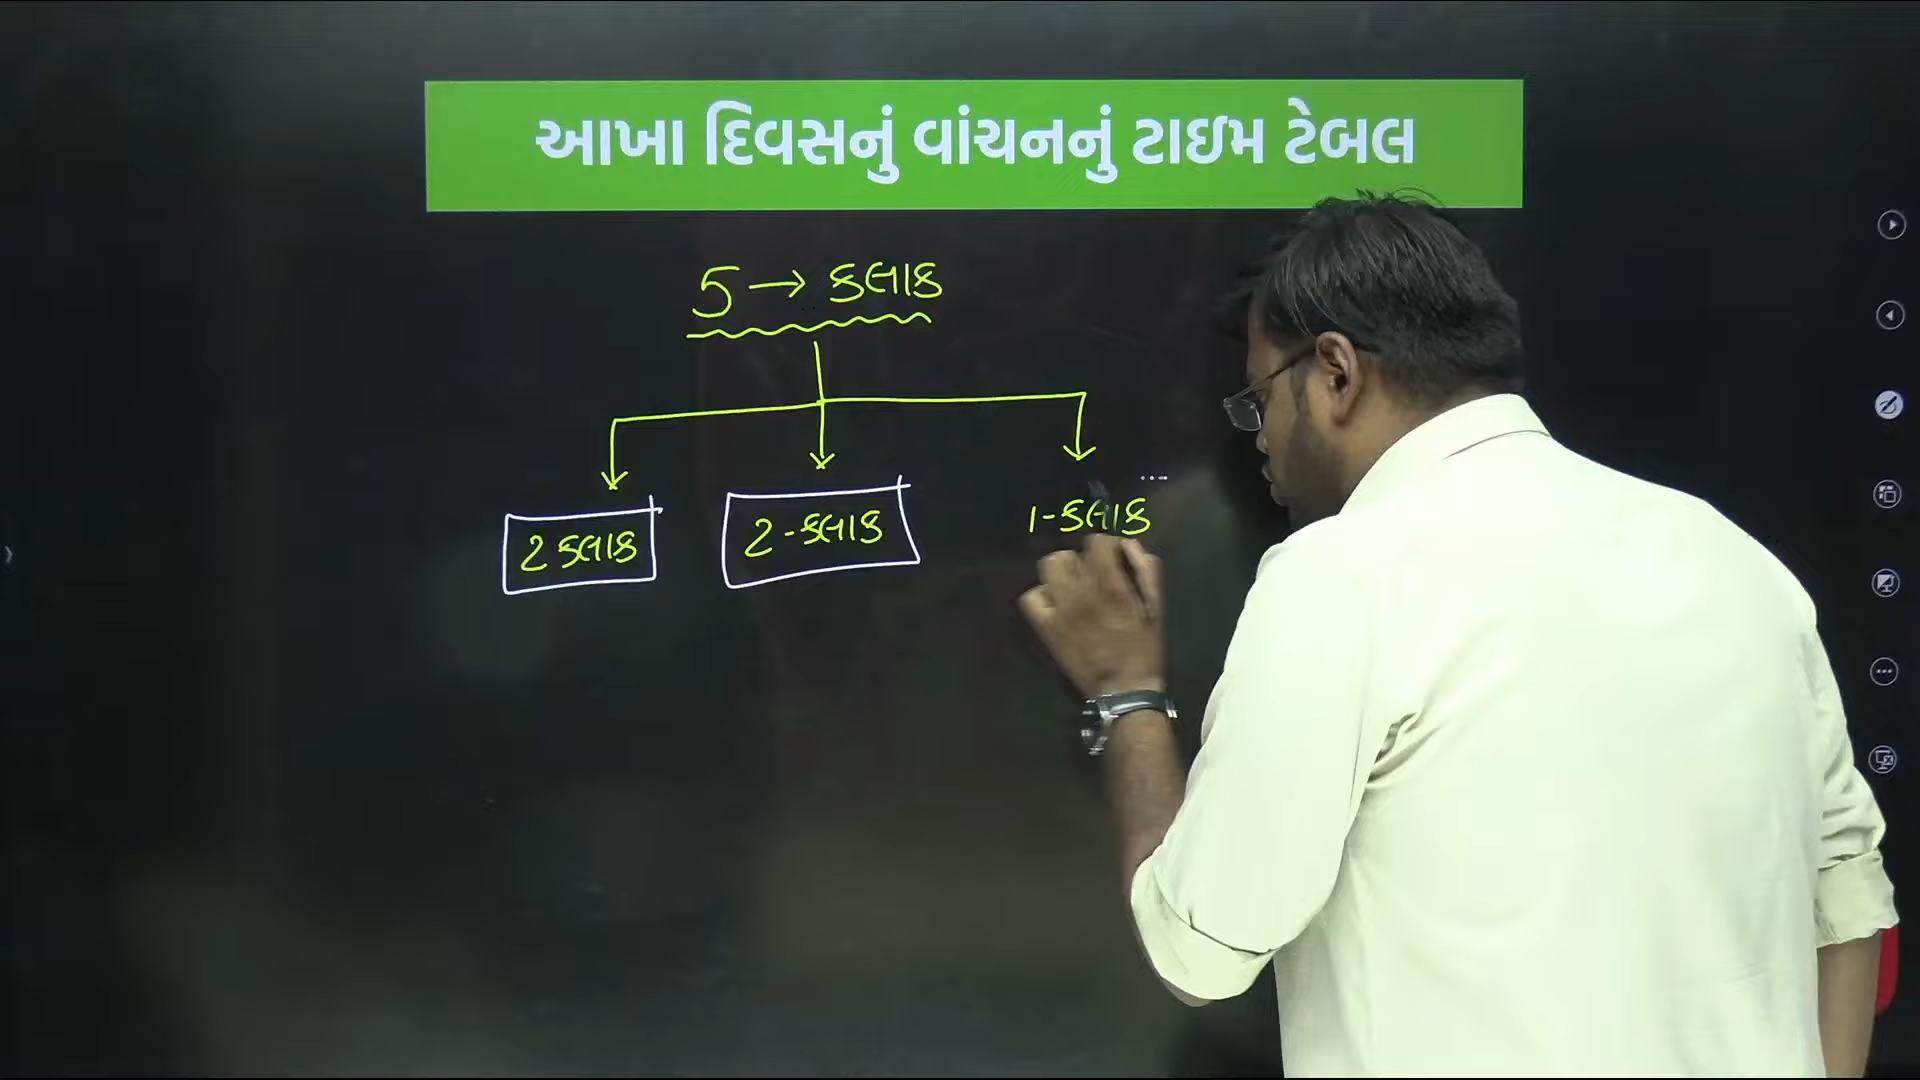 આખા દિવસનું વાંચનનું ટાઇમ ટેબલ
5 → કલાક
2 કલાક
2 - કલાક
1 - કલાક